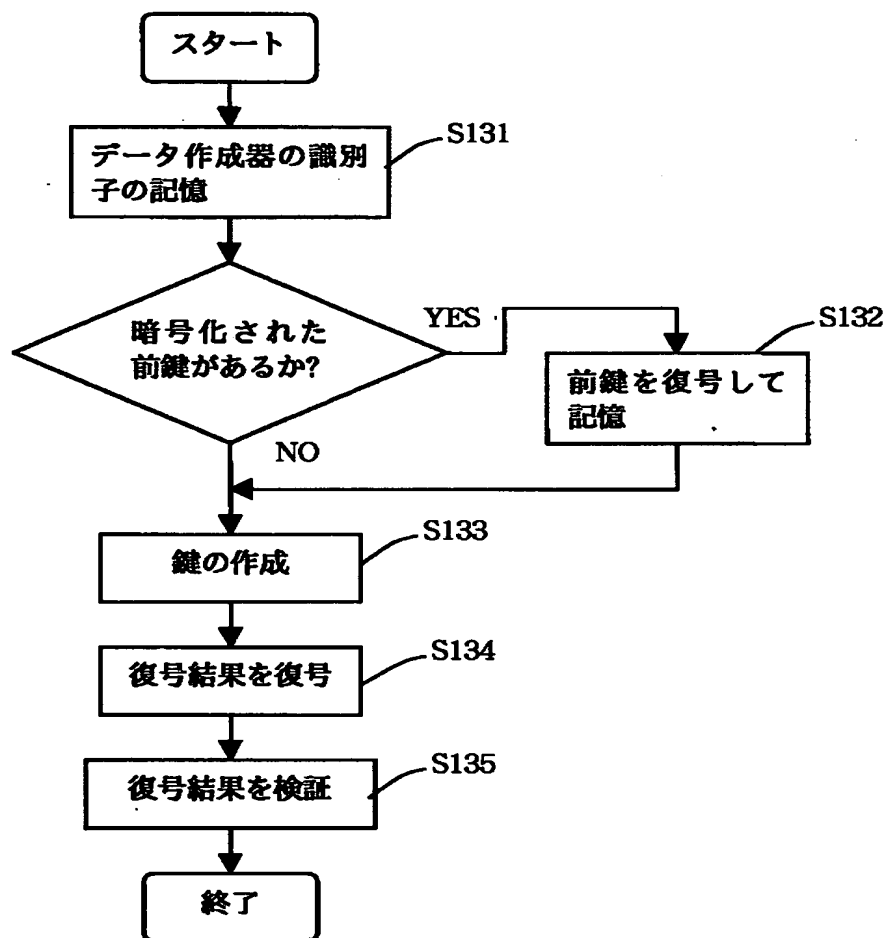 スタート
S131
データ作成器の識別
子の記憶
暗号化された
前鍵があるか?
YES
S132
前鍵を復号して
記憶
NO
S133
鍵の作成
S134
復号結果を復号
S135
復号結果を検証
終了